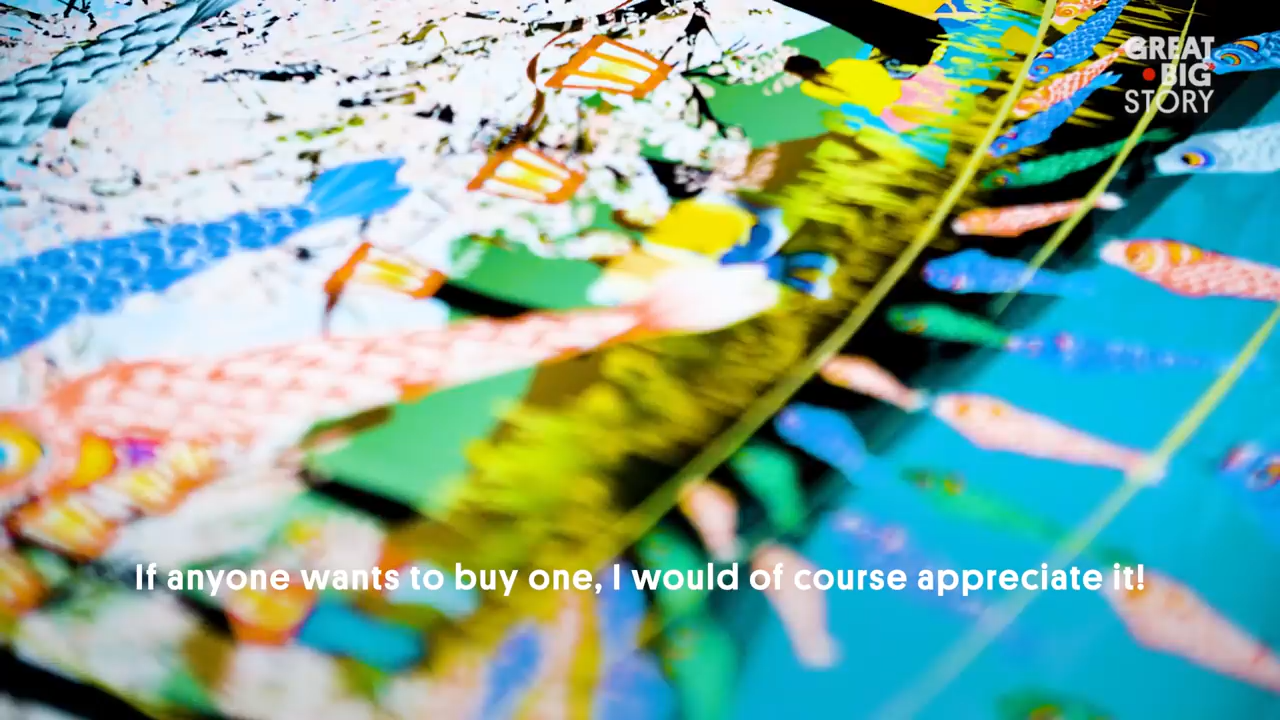 GREAT
BIG
STORY
If anyone wants to buy one, I would of course appreciate it!